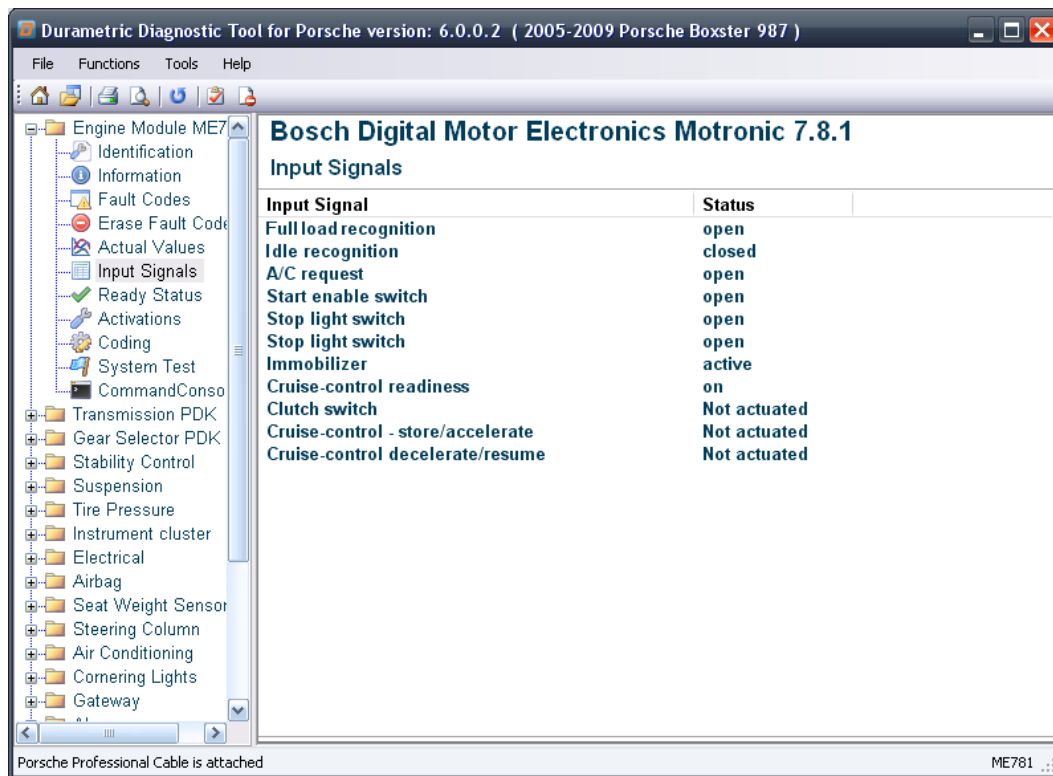 Durametric Diagnostic Tool for Porsche version: 6.0.0.2 ( 2005-2009 Porsche Boxster 987 )
File Functions Tools Help
Engine Module ME7
Identification
Information
Fault Codes
Erase Fault Code
Actual Values
Input Signals
Ready Status
Activations
Coding
System Test
CommandConso
Transmission PDK
Gear Selector PDK
Stability Control
Suspension
Tire Pressure
Instrument cluster
Electrical
Airbag
Seat Weight Sensor
Steering Column
Air Conditioning
Cornering Lights
Gateway
Bosch Digital Motor Electronics Motronic 7.8.1
Input Signals
Input Signal Status
Full load recognition open
Idle recognition closed
A/C request open
Start enable switch open
Stop light switch open
Stop light switch open
Immobilizer active
Cruise-control readiness on
Clutch switch Not actuated
Cruise-control - store/accelerate Not actuated
Cruise-control decelerate/resume Not actuated
Porsche Professional Cable is attached ME781